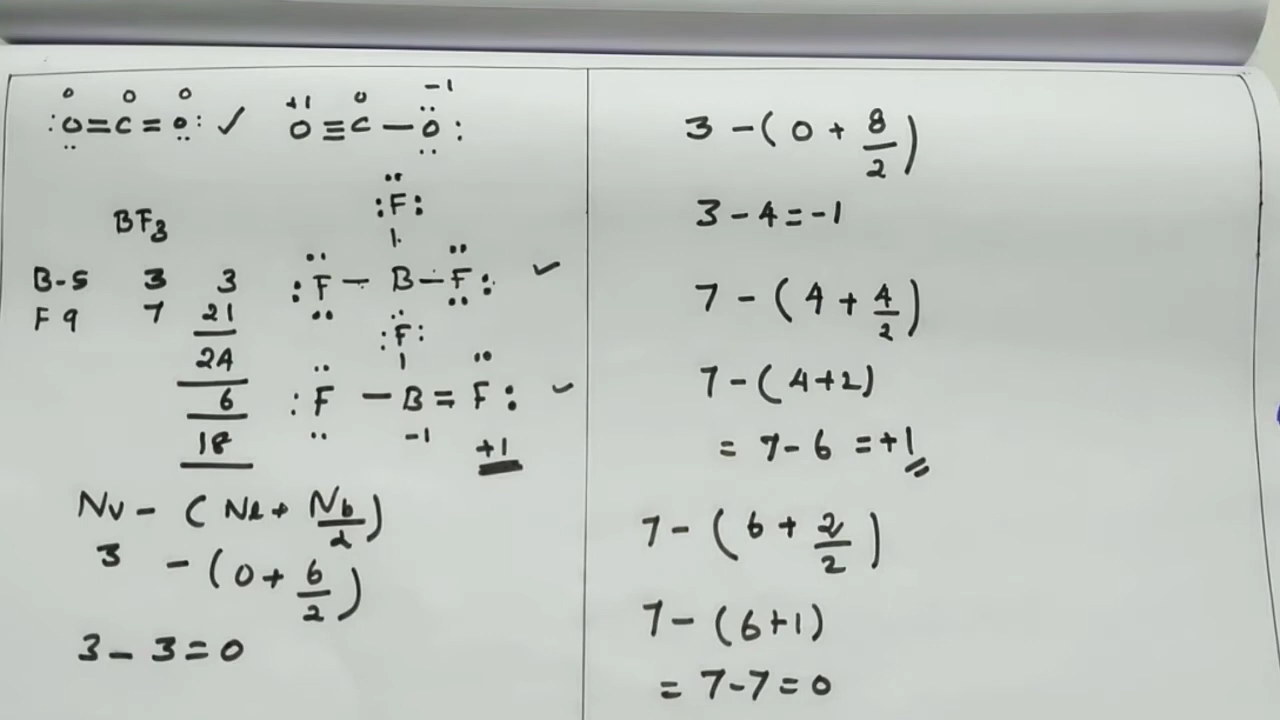 0 0 0 +1 0 -1
:O=C=O: ✓ O≡C-O:
:F:
BF3
B-5 3 3 :F-B-F: ✓
F 9 7 21
:F:
24
6 :F-B=F: ✓
-1 +1
18
Nv - (Nl + Nb/2)
3 - (0 + 6/2)
3 - 3 = 0
3 - (0 + 8/2)
3 - 4 = -1
7 - (4 + 4/2)
7 - (4+2)
= 7 - 6 = +1
7 - (6 + 2/2)
7 - (6+1)
= 7 - 7 = 0